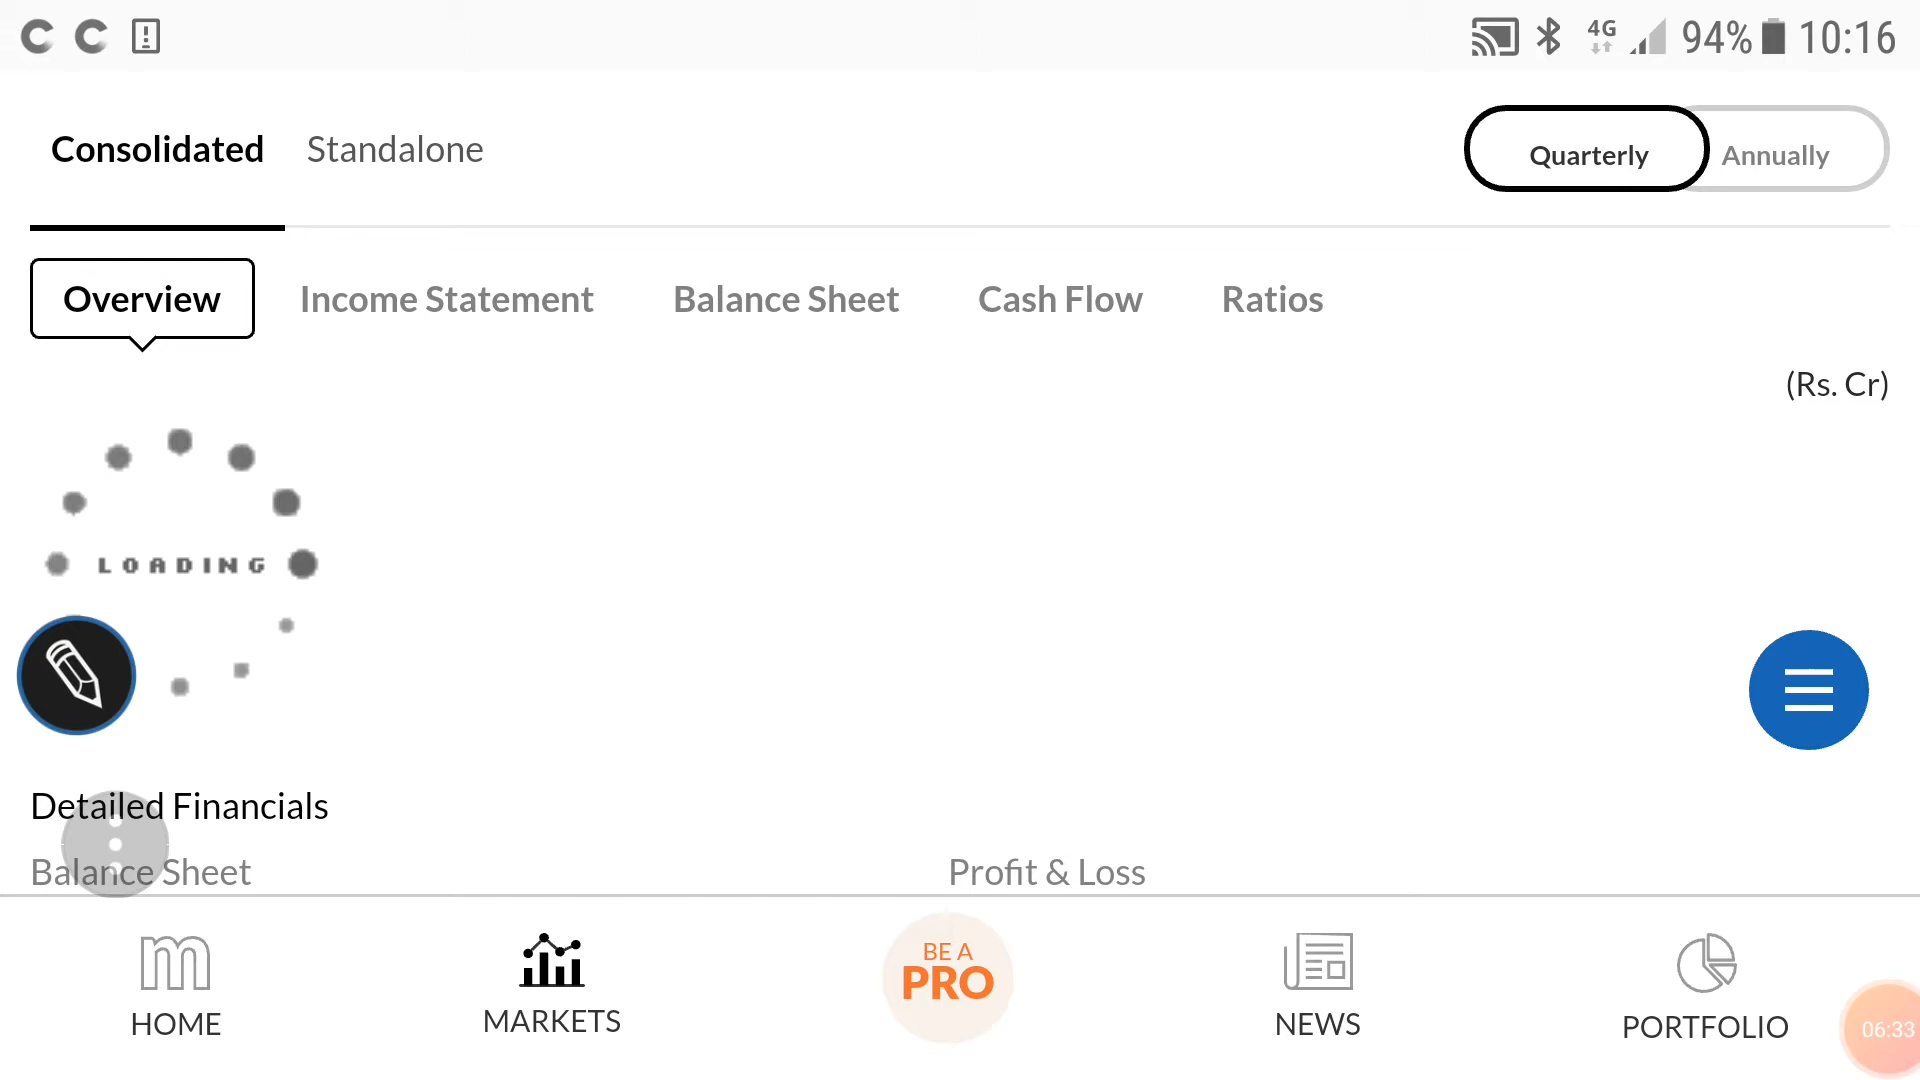 4G 94% 10:16
Consolidated Standalone Quarterly Annually
Overview Income Statement Balance Sheet Cash Flow Ratios
(Rs. Cr)
LOADING
Detailed Financials
Balance Sheet Profit & Loss
m BE A
PRO
HOME MARKETS NEWS PORTFOLIO 06:33